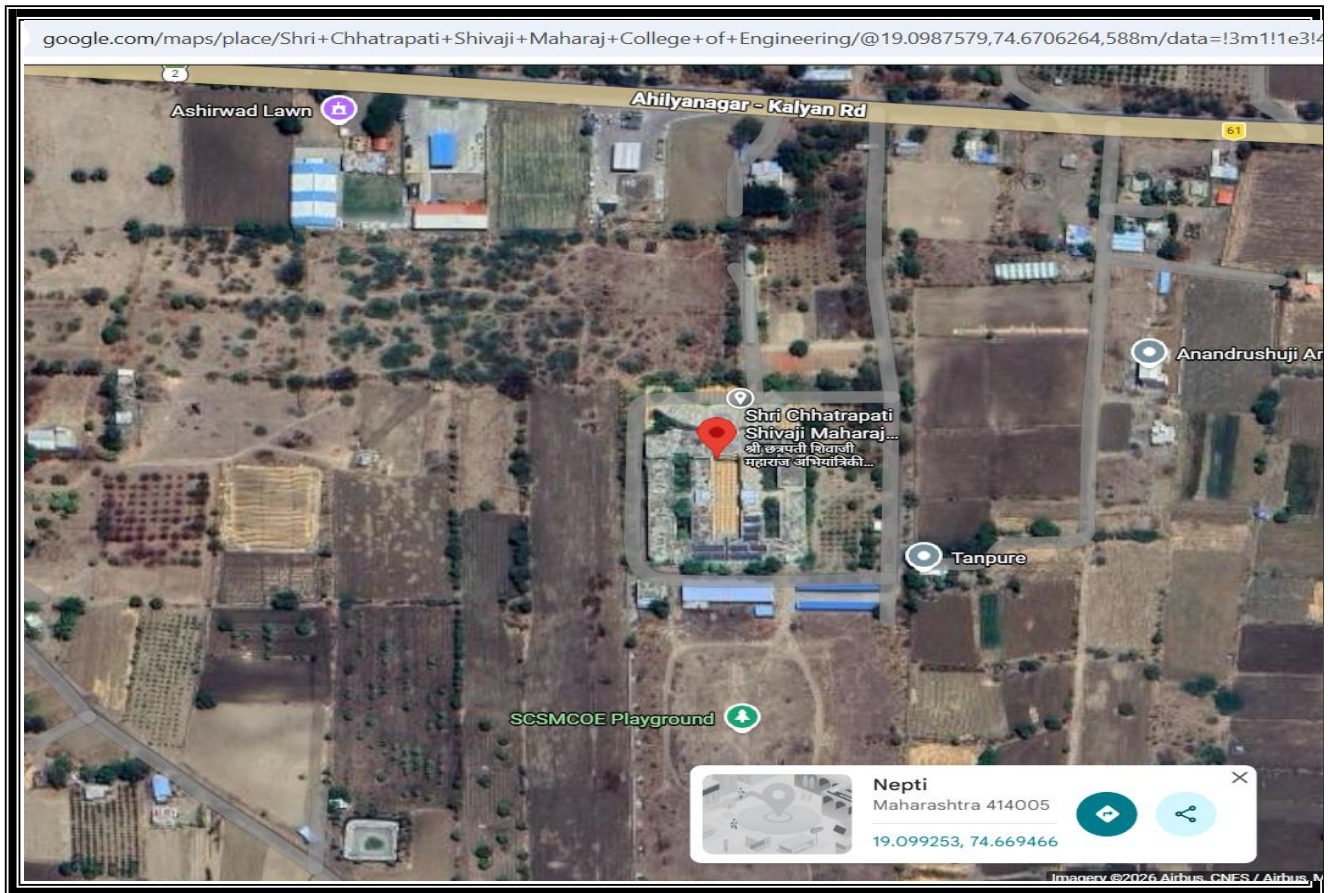 google.com/maps/place/Shri+Chhatrapati+Shivaji+Maharaj+College+of+Engineering/@19.0987579,74.6706264,588m/data=!3m1!1e3!4
2
Ashirwad Lawn
Ahilyanagar - Kalyan Rd
61
Anandrushuji Ar
Shri Chhatrapati
Shivaji Maharaj...
श्री छत्रपती शिवाजी
महाराज अभियांत्रिकी...
Tanpure
SCSMCOE Playground
Nepti
Maharashtra 414005
19.099253, 74.669466
Imagery ©2026 Airbus, CNES / Airbus, M